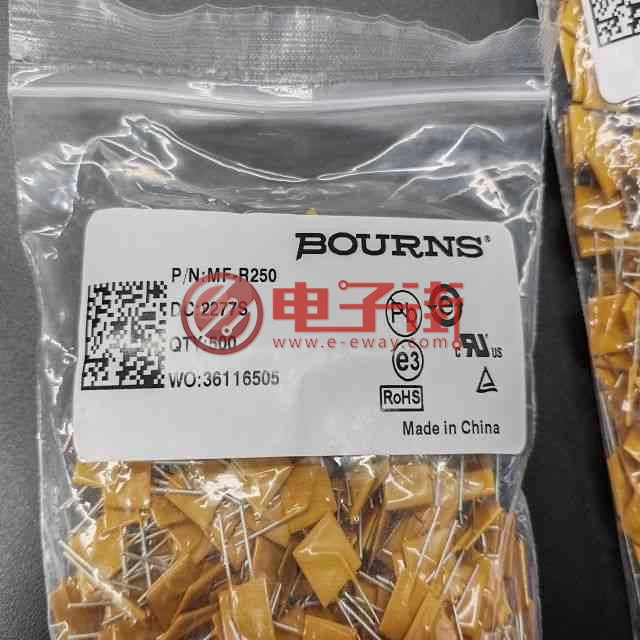 BOURNS®
P/N:MF-R250
DC:2277S
QTY:500
WO:36116505
电子街
www.e-eway.com
Pb
e3
RoHS
c RU us
Made in China